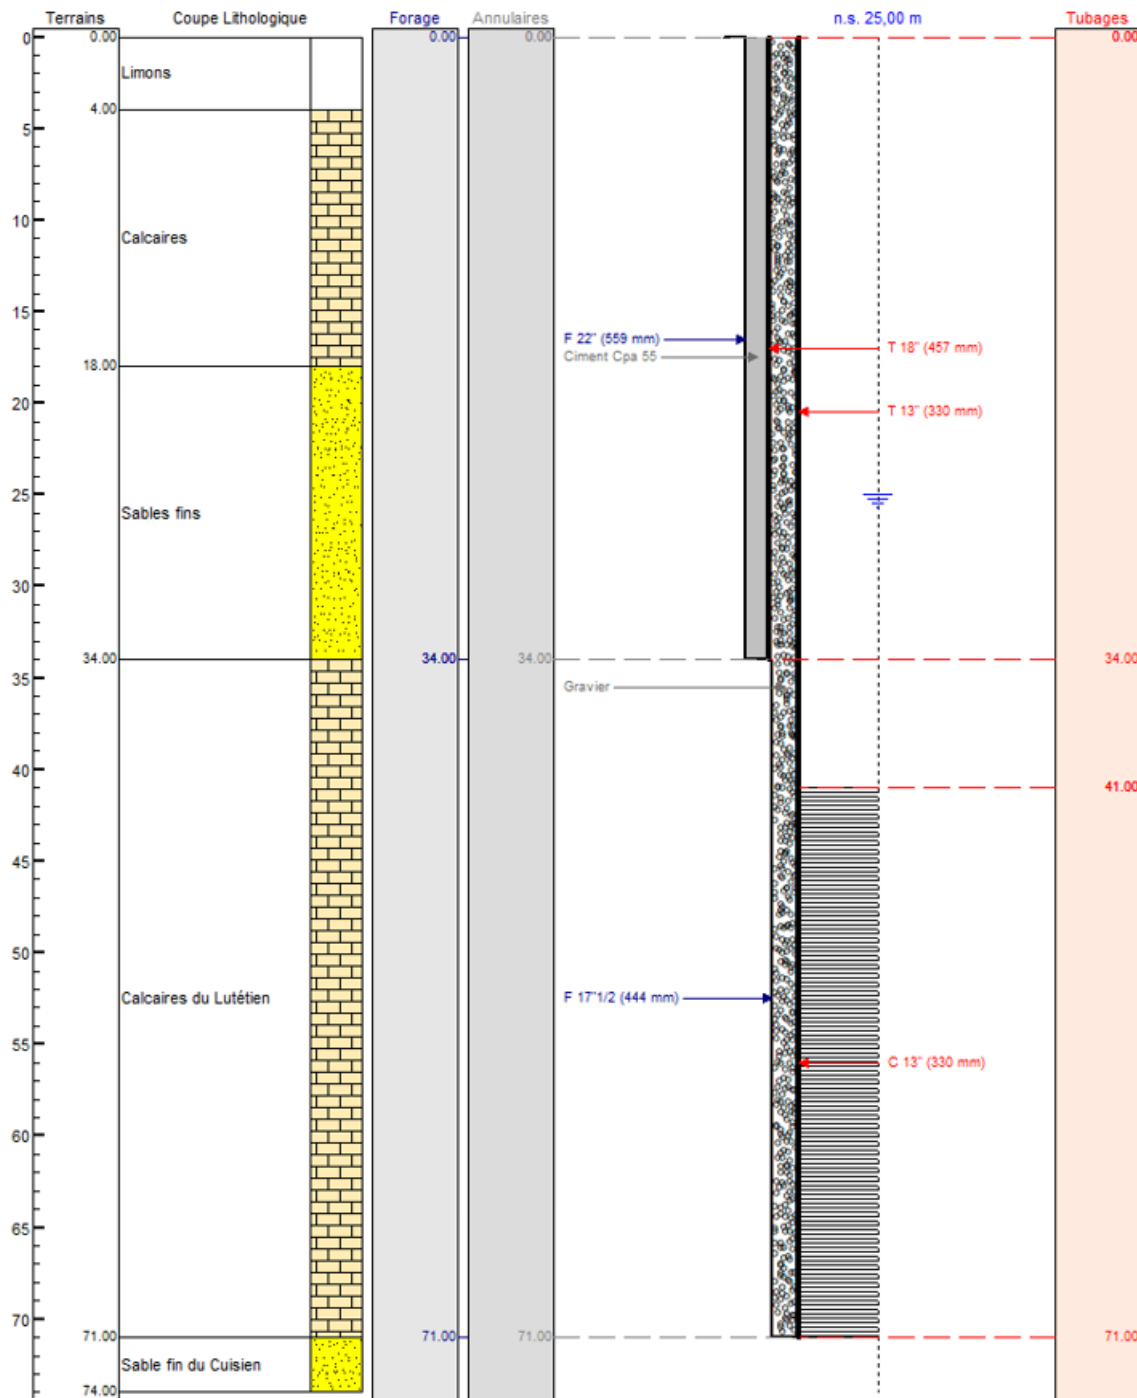 Terrains Coupe Lithologique Forage Annulaires n.s. 25,00 m Tubages
0 0.00 0.00 0.00 0.00
Limons
4.00
5
10
Calcaires
15
F 22" (559 mm) T 18" (457 mm)
Ciment Cpa 55
18.00
20 T 13" (330 mm)
25
Sables fins
30
34.00 34.00 34.00 34.00
35
Gravier
40
41.00
45
50
Calcaires du Lutétien F 17"1/2 (444 mm)
55
C 13" (330 mm)
60
65
70
71.00 71.00 71.00 71.00
Sable fin du Cuisien
74.00